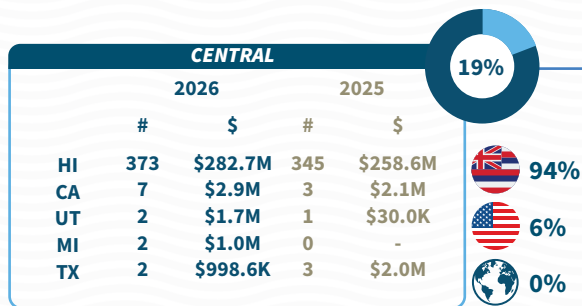 CENTRAL
19%
2026 2025
# $ # $
HI 373 $282.7M 345 $258.6M
CA 7 $2.9M 3 $2.1M
UT 2 $1.7M 1 $30.0K
MI 2 $1.0M 0 -
TX 2 $998.6K 3 $2.0M
94%
6%
0%